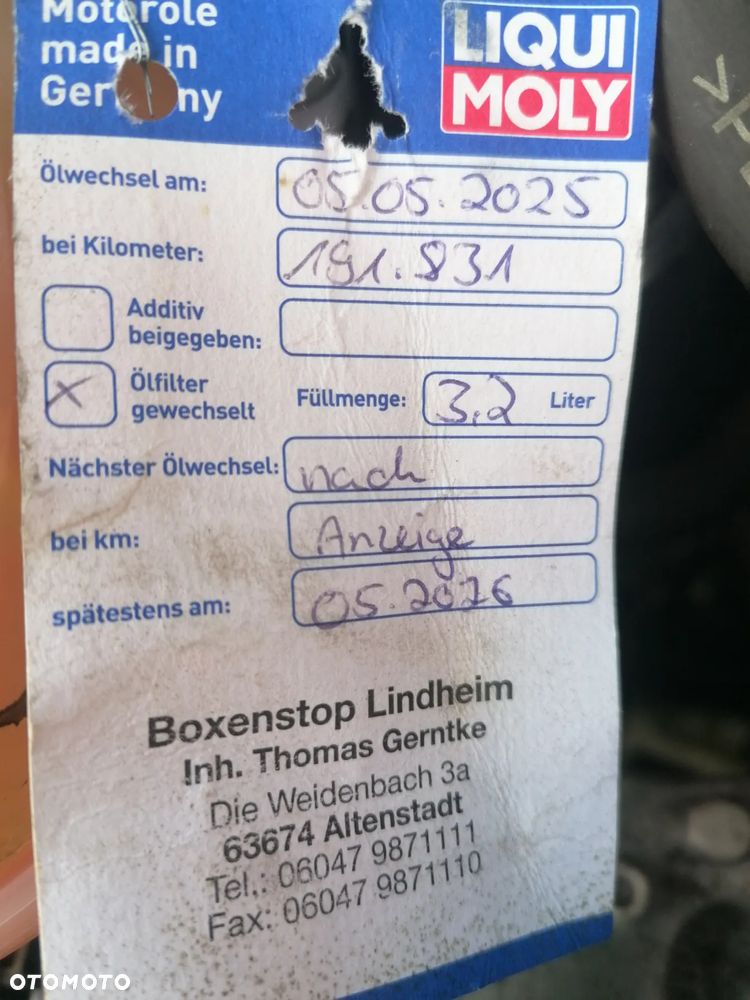 Motorole
made in
Germany
LIQUI
MOLY
Ölwechsel am: 05.05.2025
bei Kilometer: 191.831
Additiv
beigegeben:
Ölfilter
gewechselt
Füllmenge: 3,2 Liter
Nächster Ölwechsel: nach
bei km: Anzeige
spätestens am: 05.2026
Boxenstop Lindheim
Inh. Thomas Gerntke
Die Weidenbach 3a
63674 Altenstadt
Tel.: 06047 9871111
Fax: 06047 9871110
OTOMOTO